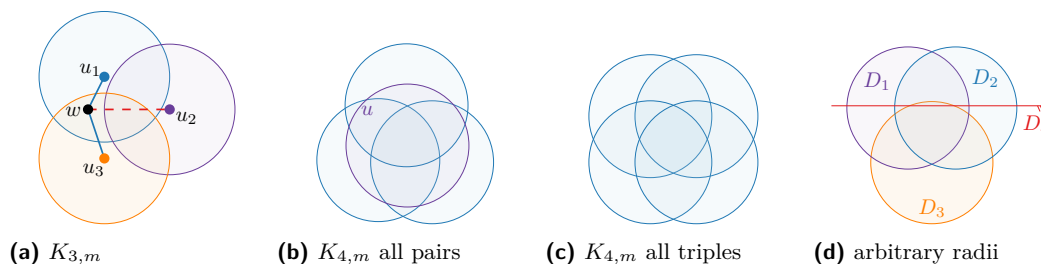 u₁
w
u₂
u₃
u
D₁
D₂
D
D₃
(a) K₃,ₘ
(b) K₄,ₘ all pairs
(c) K₄,ₘ all triples
(d) arbitrary radii